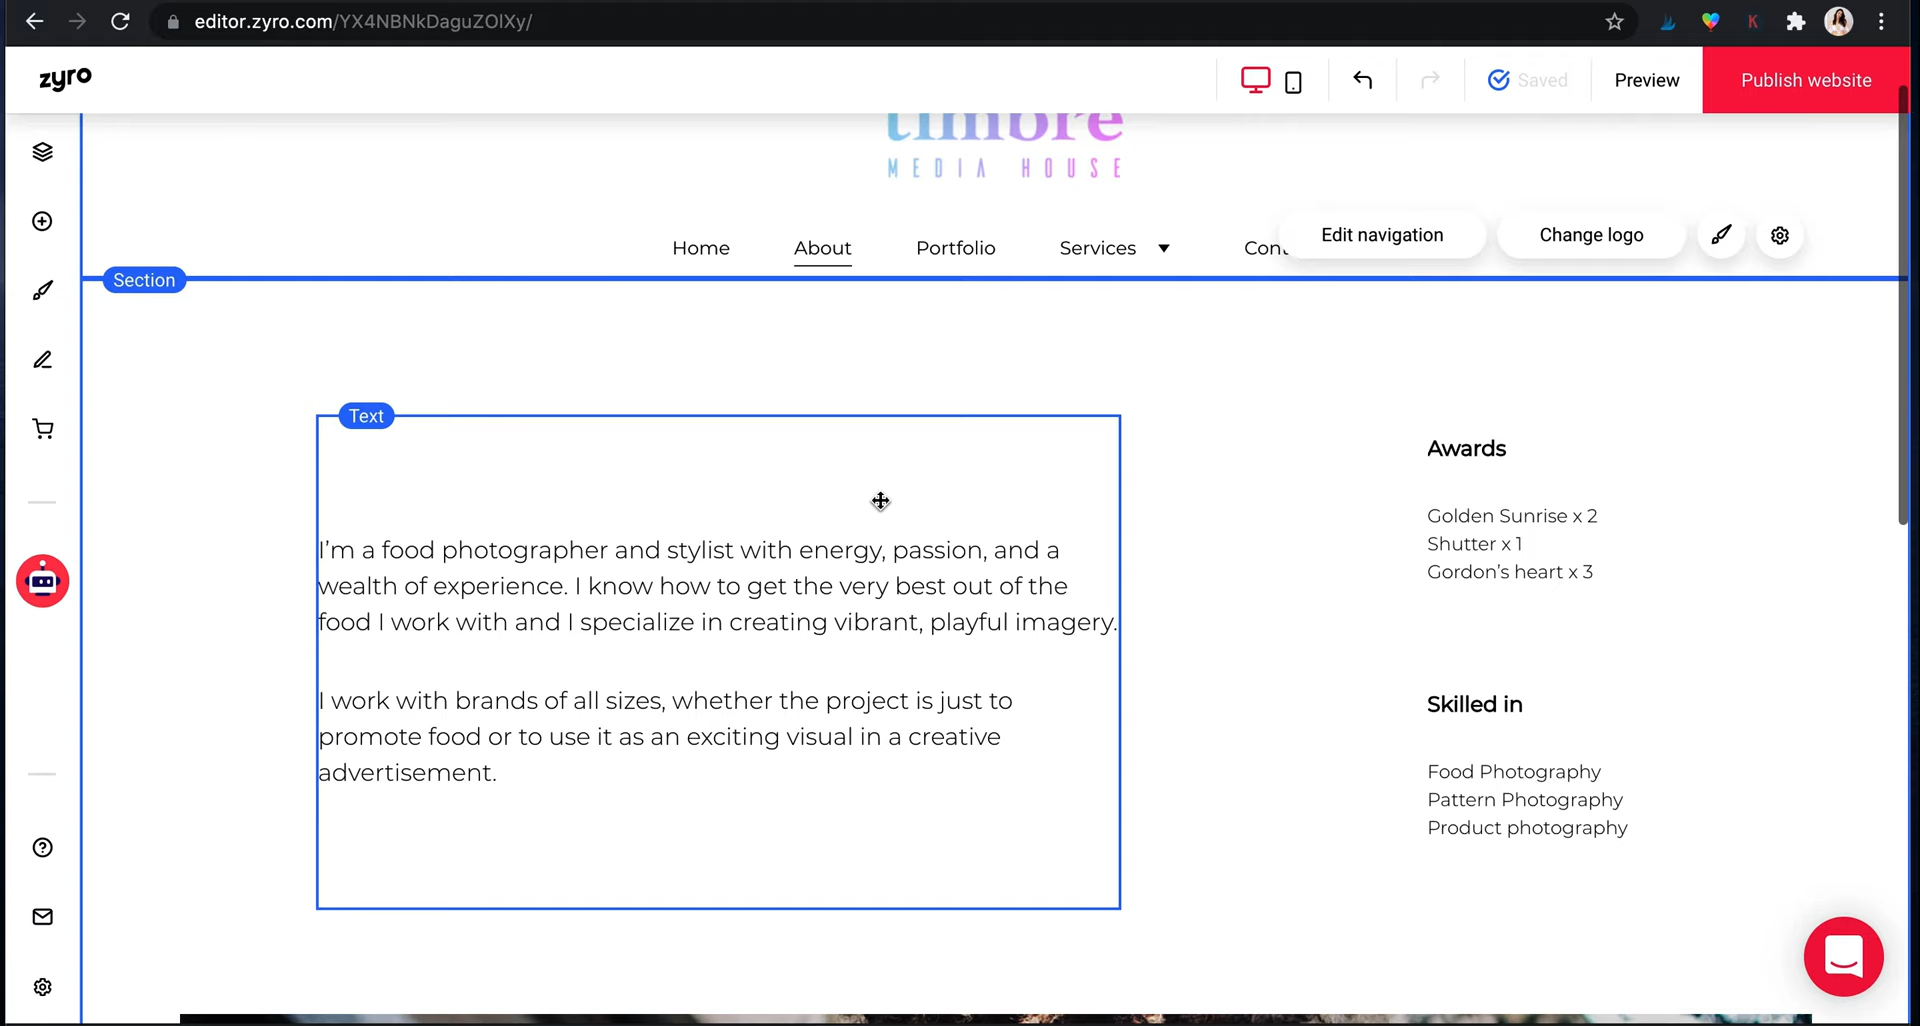 editor.zyro.com/YX4NBNkDaguZOlXy/
K
zyro
Saved
Preview
Publish website
timbre
MEDIA HOUSE
Home
About
Portfolio
Services
Cont
Edit navigation
Change logo
Section
Text
I'm a food photographer and stylist with energy, passion, and a
wealth of experience. I know how to get the very best out of the
food I work with and I specialize in creating vibrant, playful imagery.
I work with brands of all sizes, whether the project is just to
promote food or to use it as an exciting visual in a creative
advertisement.
Awards
Golden Sunrise x 2
Shutter x 1
Gordon's heart x 3
Skilled in
Food Photography
Pattern Photography
Product photography